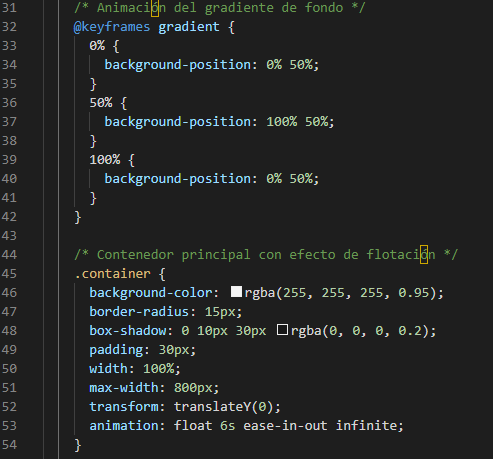 31 /* Animación del gradiente de fondo */
32 @keyframes gradient {
33 0% {
34 background-position: 0% 50%;
35 }
36 50% {
37 background-position: 100% 50%;
38 }
39 100% {
40 background-position: 0% 50%;
41 }
42 }
43
44 /* Contenedor principal con efecto de flotación */
45 .container {
46 background-color: rgba(255, 255, 255, 0.95);
47 border-radius: 15px;
48 box-shadow: 0 10px 30px rgba(0, 0, 0, 0.2);
49 padding: 30px;
50 width: 100%;
51 max-width: 800px;
52 transform: translateY(0);
53 animation: float 6s ease-in-out infinite;
54 }